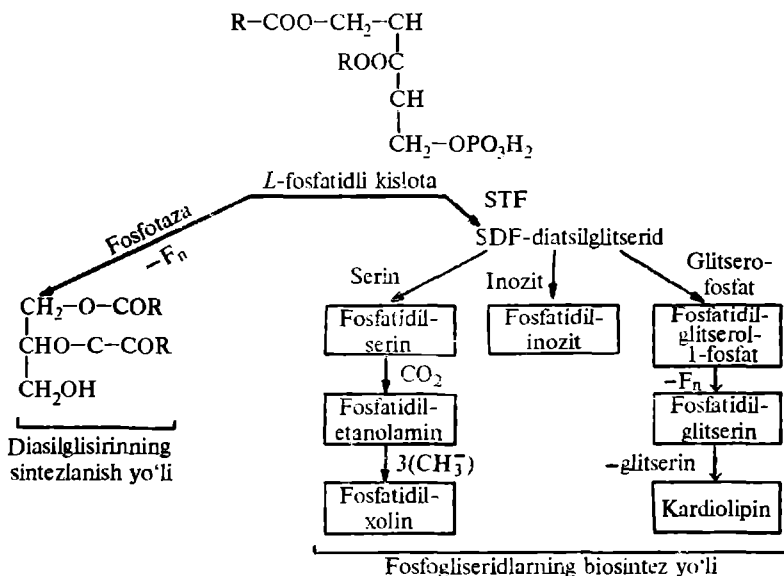 R−COO−CH₂−CH
ROOC
CH
CH₂−OPO₃H₂
L-fosfatidli kislota
Fosfotaza
−Fₙ
STF
SDF-diatsilglitserid
Serin
Inozit
Glitsero-
fosfat
CH₂−O−COR
CHO−C−COR
CH₂OH
Diasilglisirinning
sintezlanish yo‘li
Fosfatidil-
serin
Fosfatidil-
inozit
Fosfatidil-
glitserol-
1-fosfat
CO₂
−Fₙ
Fosfatidil-
etanolamin
Fosfatidil-
glitserin
3(CH₃⁻)
−glitserin
Fosfatidil-
xolin
Kardiolipin
Fosfogliseridlarning biosintez yo‘li